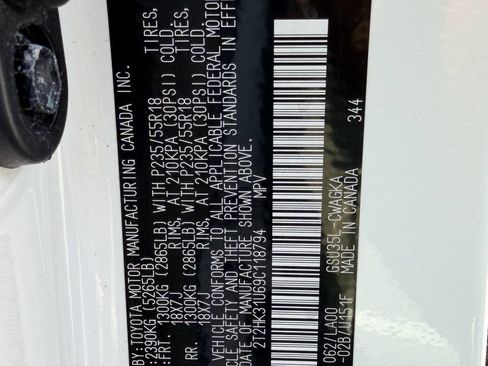 BY:TOYOTA MOTOR MANUFACTURING CANADA INC.
:2390KG (5265LB)
:FRT. 1300KG (2865LB) WITH P235/55R18 TIRES,
18X7J RIMS, AT 210KPA (30PSI) COLD.
RR. 1300KG (2865LB) WITH P235/55R18 TIRES,
18X7J RIMS, AT 210KPA (30PSI) COLD.
VEHICLE CONFORMS TO ALL APPLICABLE FEDERAL MOTOR
VEHICLE SAFETY AND THEFT PREVENTION STANDARDS IN EFFE
DATE OF MANUFACTURE SHOWN ABOVE.
2T2HK31U69C118794 MPV
062/LA00 GSU35L-CWAGKA
-02B/U151F MADE IN CANADA 344